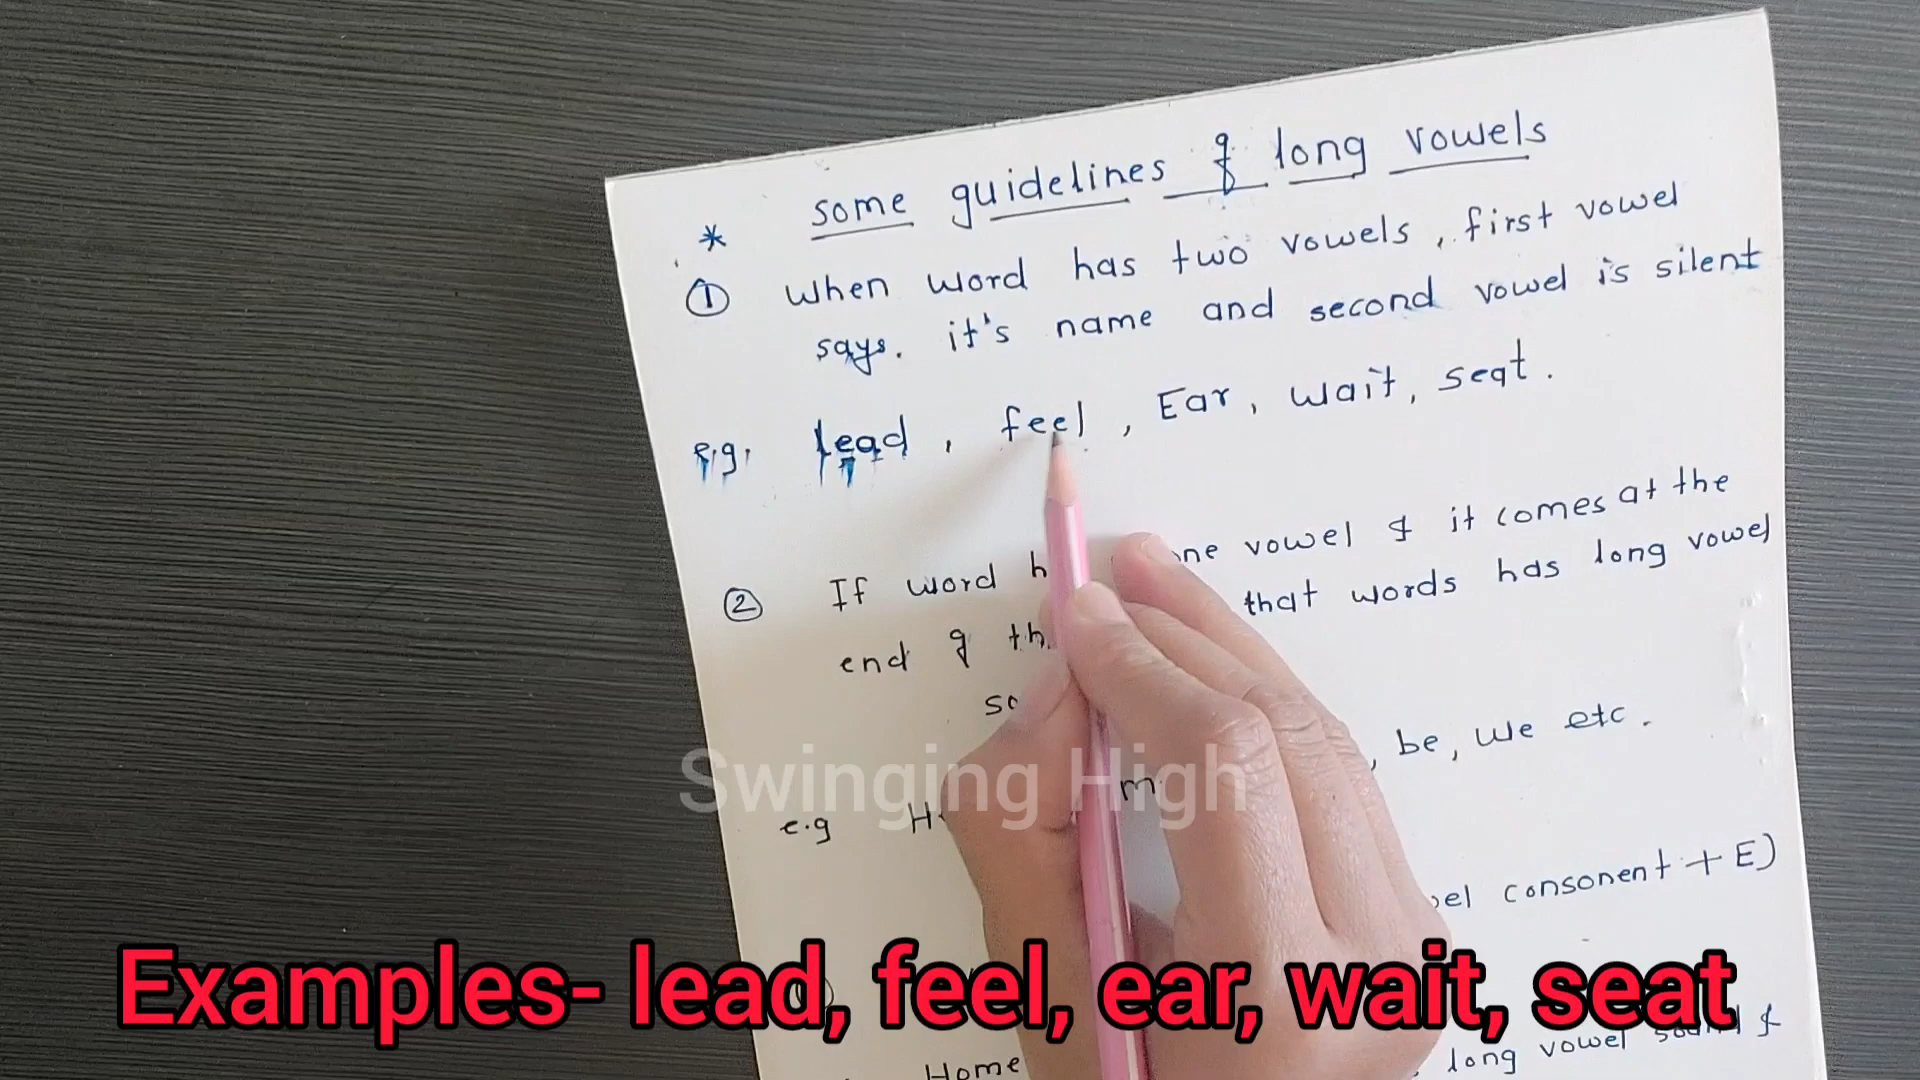 * some guidelines of long vowels
① When word has two vowels, first vowel
says. it's name and second vowel is silent
e.g. lead, feel, Ear, wait, seat.
② If word one vowel & it comes at the
end of that words has long vowel
be, we etc.
e.g
Swinging High
consonent + E)
Examples- lead, feel, ear, wait, seat
Home long vowel sound &